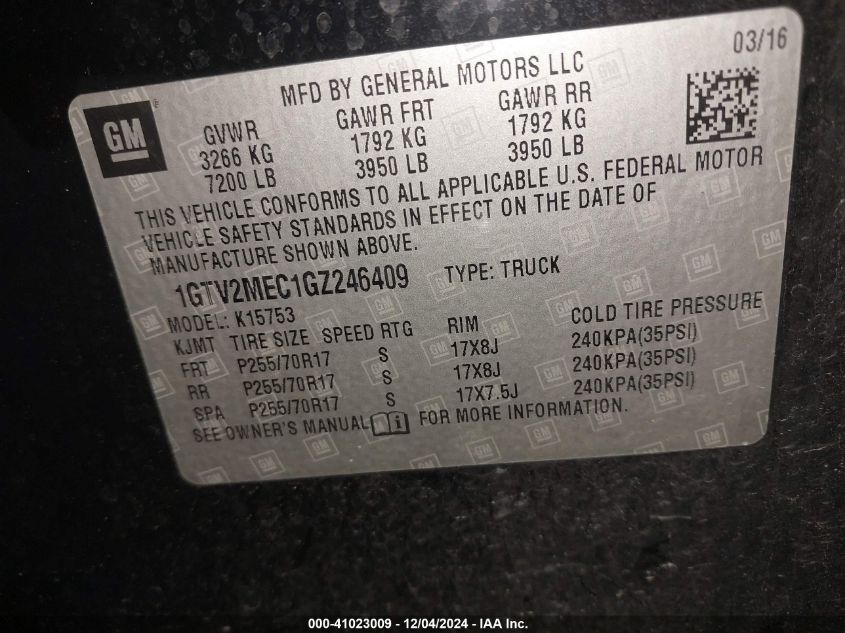 03/16
MFD BY GENERAL MOTORS LLC
GM
GVWR GAWR FRT GAWR RR
3266 KG 1792 KG 1792 KG
7200 LB 3950 LB 3950 LB
THIS VEHICLE CONFORMS TO ALL APPLICABLE U.S. FEDERAL MOTOR
VEHICLE SAFETY STANDARDS IN EFFECT ON THE DATE OF
MANUFACTURE SHOWN ABOVE.
1GTV2MEC1GZ246409 TYPE: TRUCK
MODEL: K15753
KJMT TIRE SIZE SPEED RTG RIM COLD TIRE PRESSURE
FRT P255/70R17 S 17X8J 240KPA(35PSI)
RR P255/70R17 S 17X8J 240KPA(35PSI)
SPA P255/70R17 S 17X7.5J 240KPA(35PSI)
SEE OWNER'S MANUAL i FOR MORE INFORMATION.
000-41023009 - 12/04/2024 - IAA Inc.